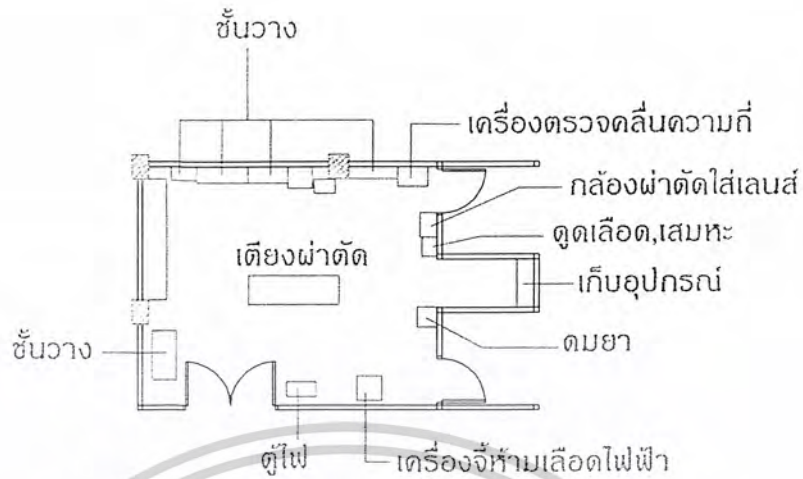 ชั้นวาง
เครื่องตรวจคลื่นความถี่
กล้องผ่าตัดใส่เลนส์
ดูดเลือด,เสมหะ
เตียงผ่าตัด
เก็บอุปกรณ์
ชั้นวาง
ดมยา
ตู้ไฟ
เครื่องจี้ห้ามเลือดไฟฟ้า